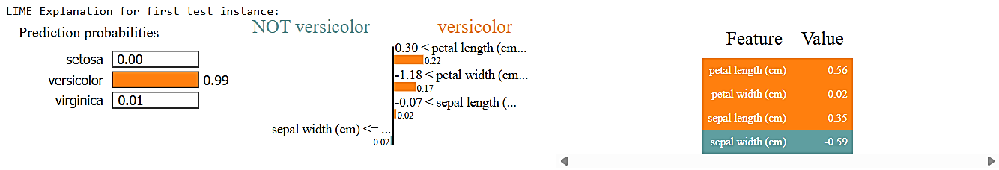 LIME Explanation for first test instance:
Prediction probabilities
setosa 0.00
versicolor 0.99
virginica 0.01
NOT versicolor versicolor
0.30 < petal length (cm...
0.22
-1.18 < petal width (cm...
0.17
-0.07 < sepal length (...
0.02
sepal width (cm) <= ...
0.02
Feature Value
petal length (cm) 0.56
petal width (cm) 0.02
sepal length (cm) 0.35
sepal width (cm) -0.59